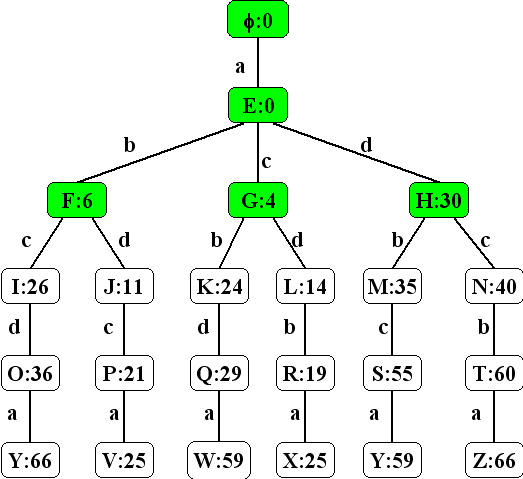 ϕ:0
a
E:0
b
c
d
F:6
G:4
H:30
c
d
b
d
b
c
I:26
J:11
K:24
L:14
M:35
N:40
d
c
d
b
c
b
O:36
P:21
Q:29
R:19
S:55
T:60
a
a
a
a
a
a
Y:66
V:25
W:59
X:25
Y:59
Z:66